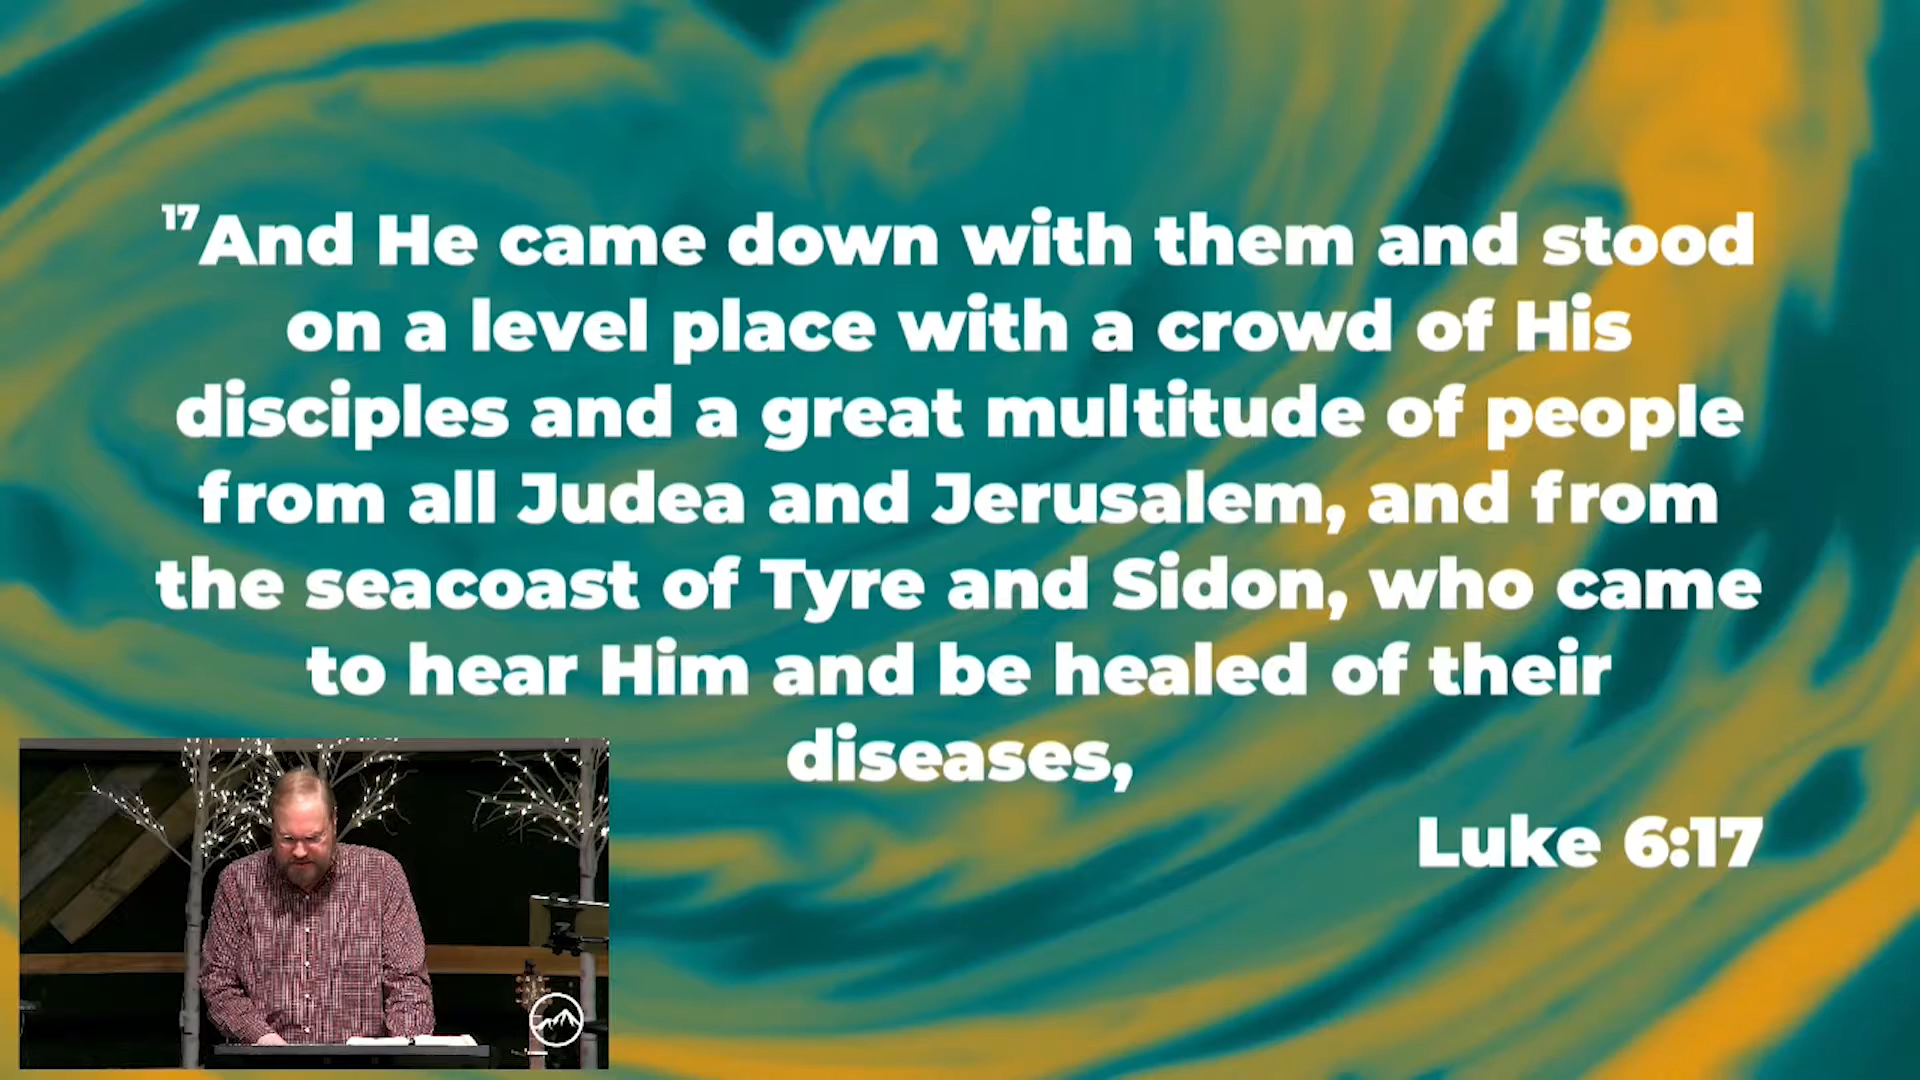 17And He came down with them and stood
on a level place with a crowd of His
disciples and a great multitude of people
from all Judea and Jerusalem, and from
the seacoast of Tyre and Sidon, who came
to hear Him and be healed of their
diseases,
Luke 6:17